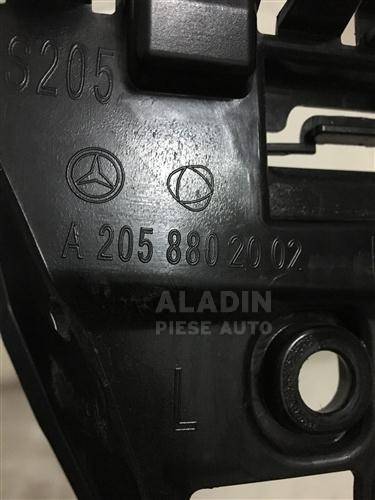 S205
A 205 880 20 02
ALADIN
PIESE AUTO
L